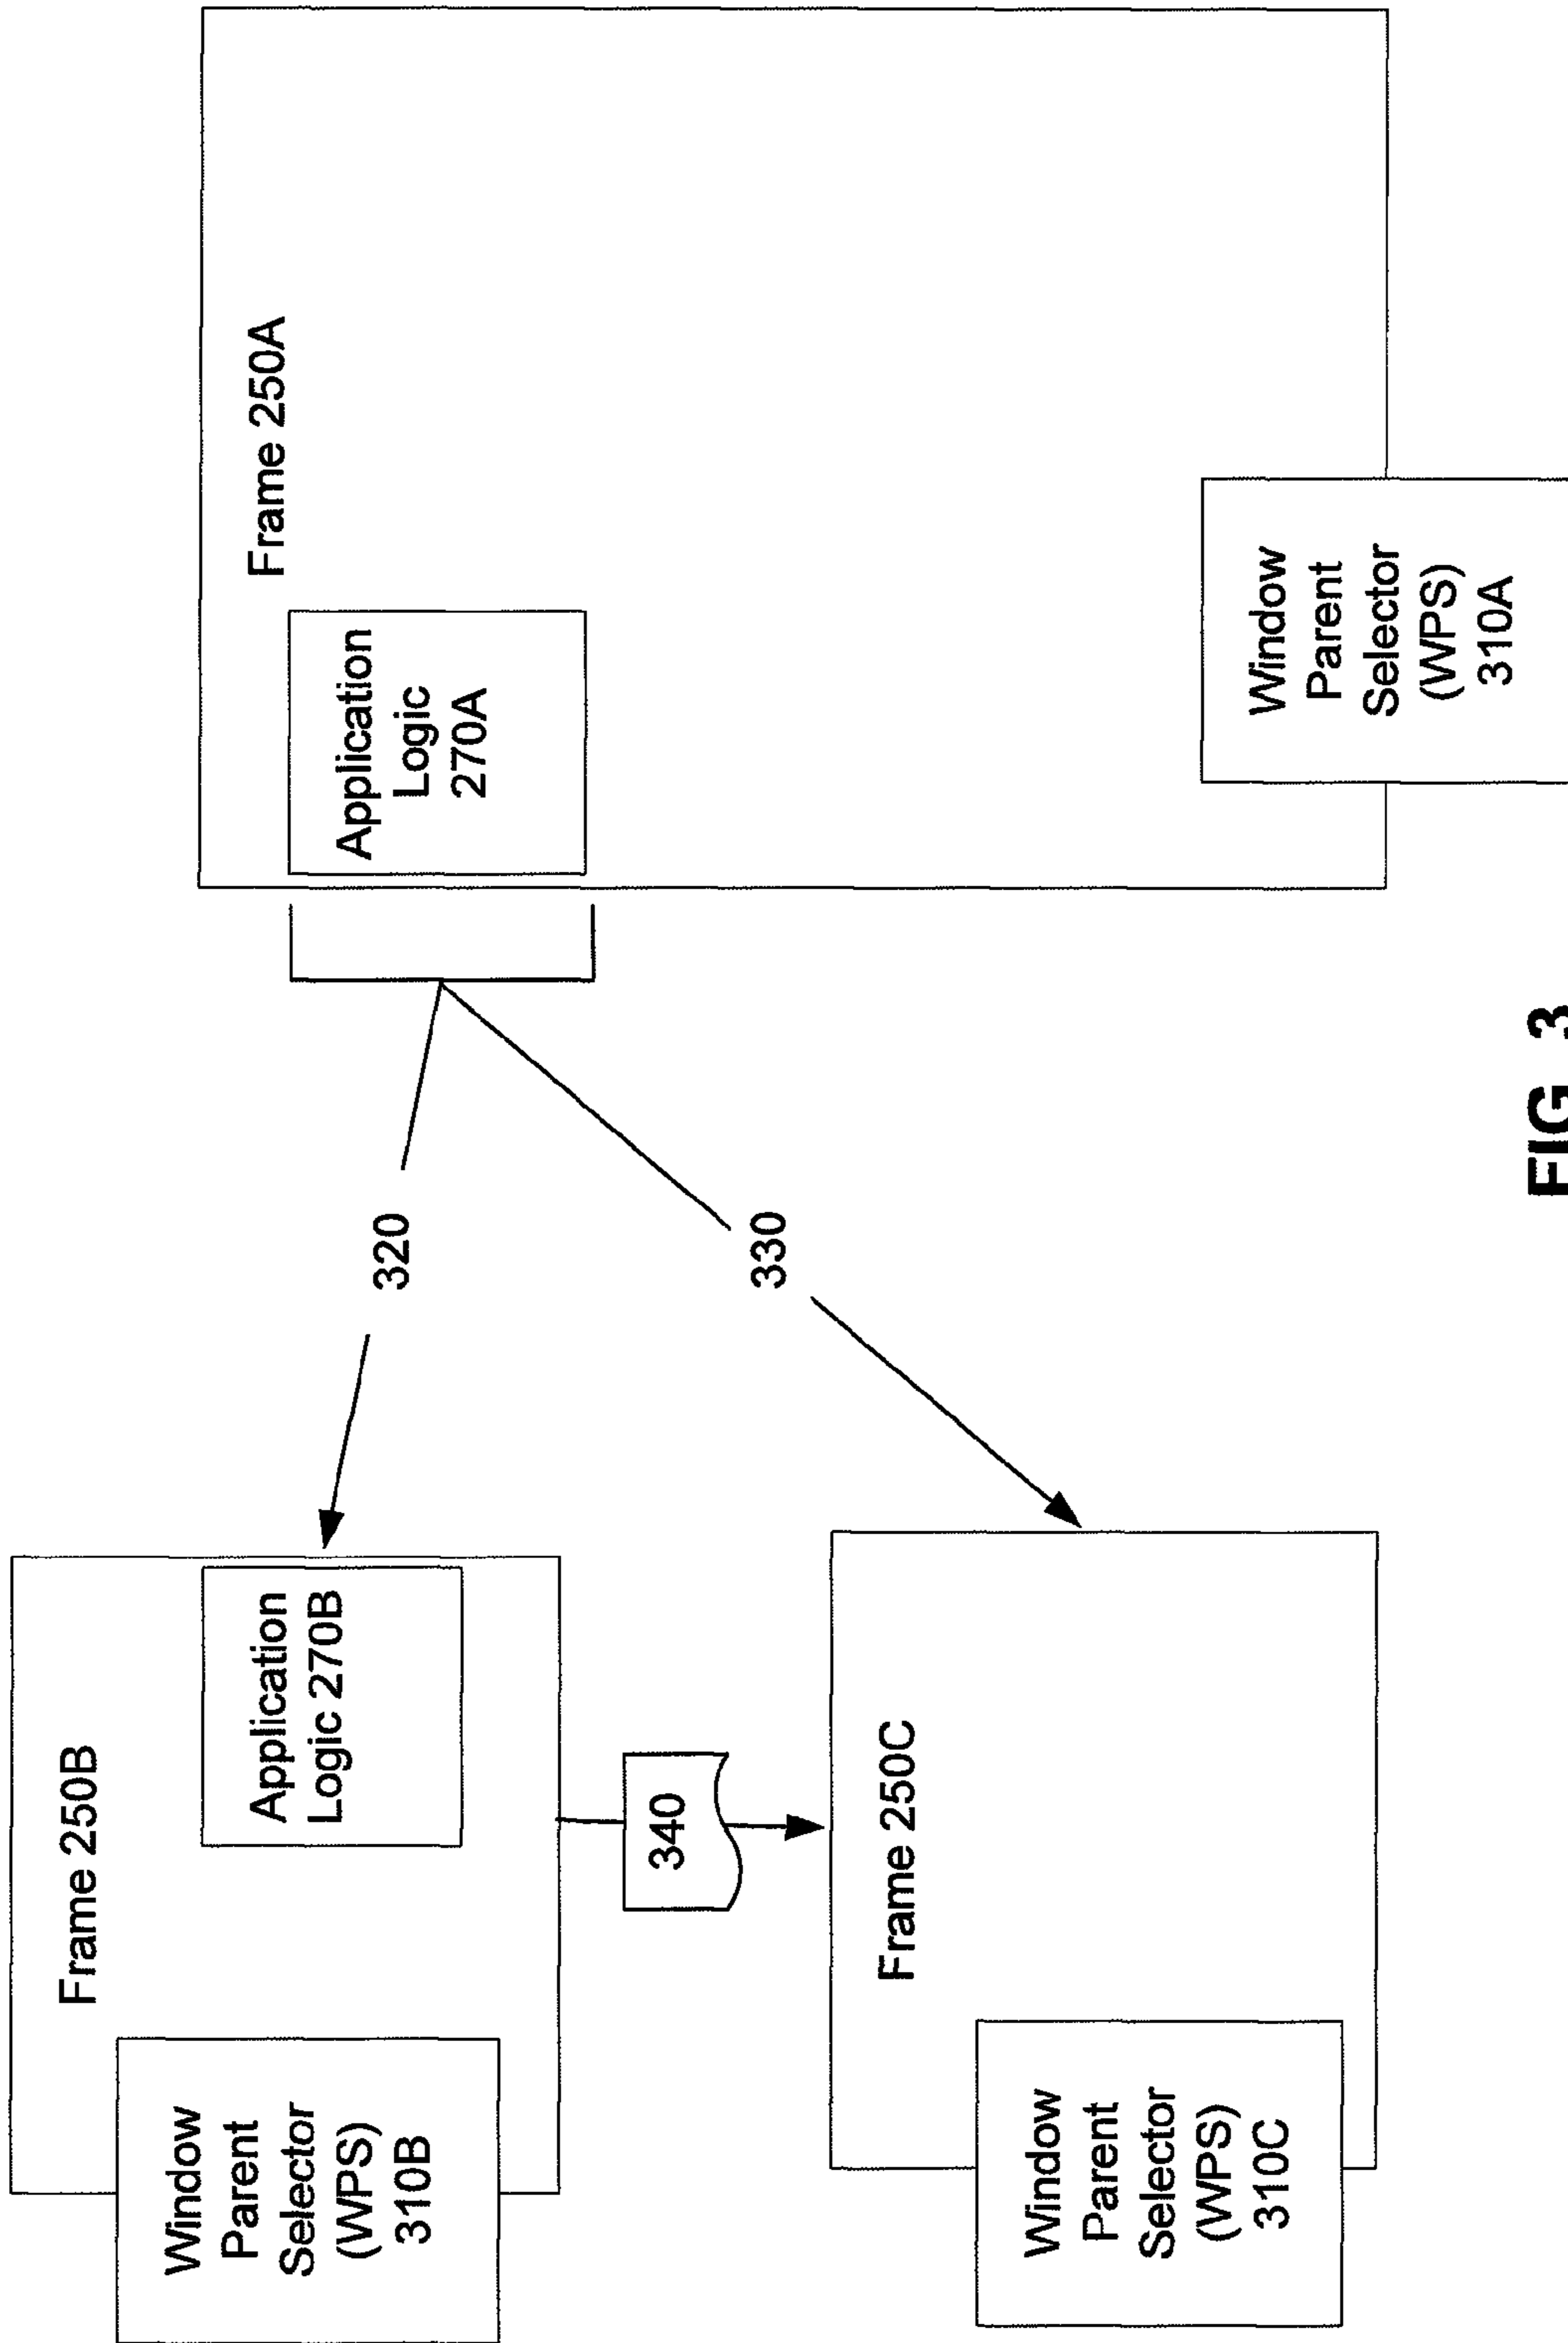 Frame 250B
Application
Logic 270B
Window
Parent
Selector
(WPS)
310B
320
Frame 250A
Application
Logic
270A
340
330
Frame 250C
Window
Parent
Selector
(WPS)
310C
Window
Parent
Selector
(WPS)
310A
FIG 3